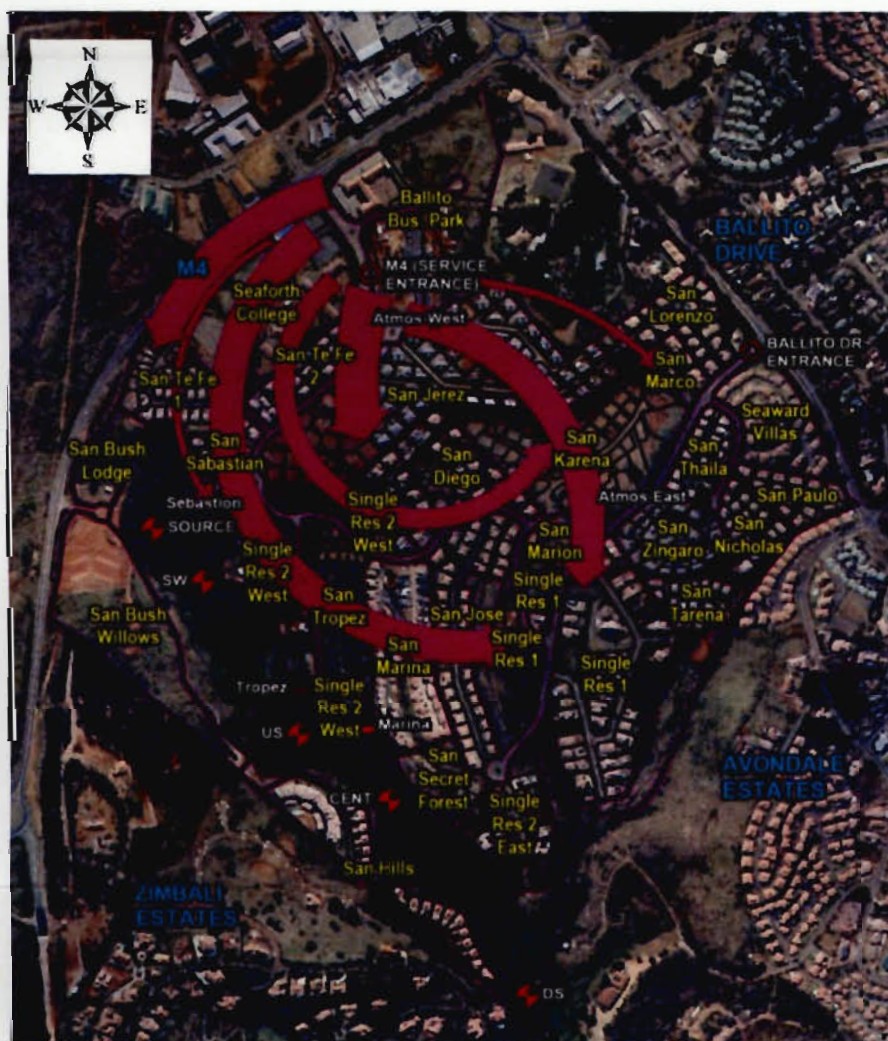 N
W E
S
Ballito
Bus Park
BALLITO
DRIVE
M4
M4 (SERVICE
ENTRANCE)
Seaforth
College
San
Lorenzo
Atmos West
BALLITO DR
ENTRANCE
San Te Fe
2
San
Marco
San Te Fe
1
San Jerez
Seaward
Villas
San Bush
Lodge
San
Sabastian
San
Diego
San
Karena
San
Thaila
Sebastion
SOURCE
Single
Res 2
West
Atmos East
San Paulo
San
Zingaro
San
Nicholas
Single
Res 2
West
San
Marion
SW
Single
Res 1
San
Tropez
San Jose
San
Tarena
San Bush
Willows
San
Marina
Single
Res 1
Single
Res 1
Tropez
Single
Res 2
West
Marina
US
San
Secret
Forest
AVONDALE
ESTATES
CENT
Single
Res 2
East
San Hills
ZIMBALI
ESTATES
DS